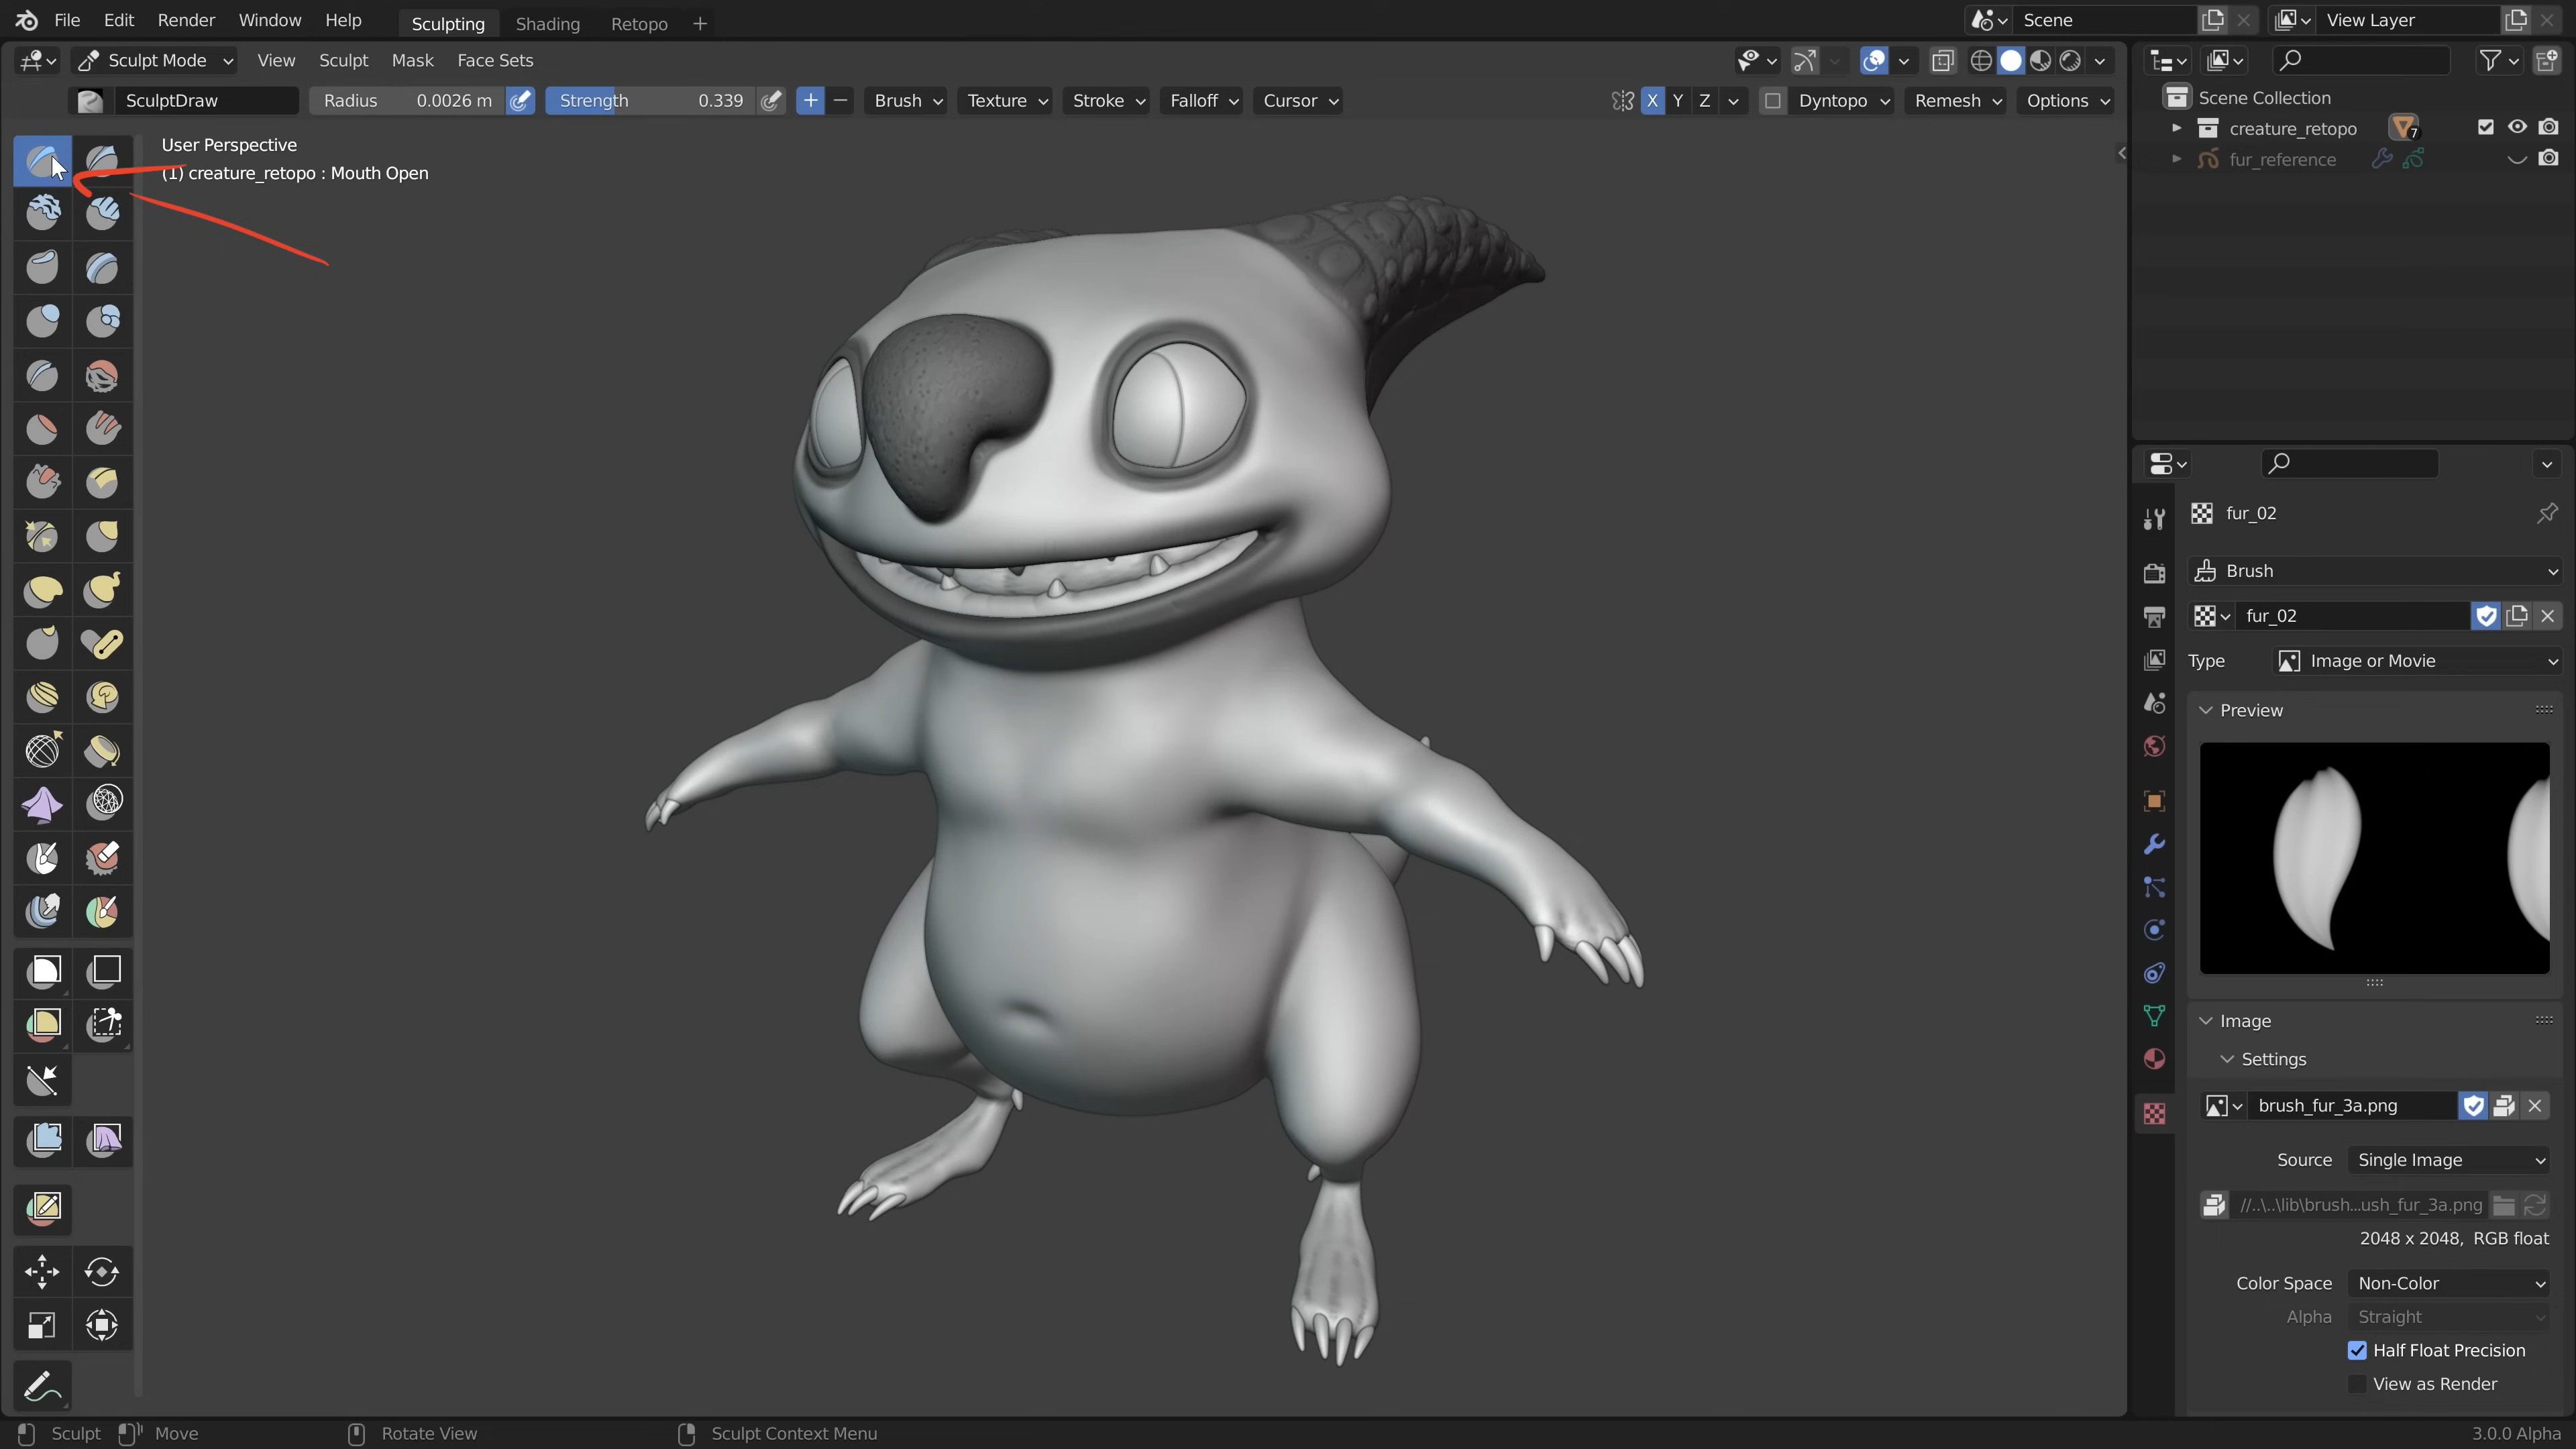 File Edit Render Window Help Sculpting Shading Retopo + Scene View Layer
Sculpt Mode View Sculpt Mask Face Sets
SculptDraw Radius 0.0026 m Strength 0.339 + − Brush Texture Stroke Falloff Cursor X Y Z Dyntopo Remesh Options
User Perspective
(1) creature_retopo : Mouth Open
Scene Collection
creature_retopo 7
fur_reference
fur_02
Brush
fur_02
Type Image or Movie
Preview
Image
Settings
brush_fur_3a.png
Source Single Image
//..\..\lib\brush...ush_fur_3a.png
2048 x 2048, RGB float
Color Space Non-Color
Alpha Straight
Half Float Precision
View as Render
Sculpt Move Rotate View Sculpt Context Menu 3.0.0 Alpha